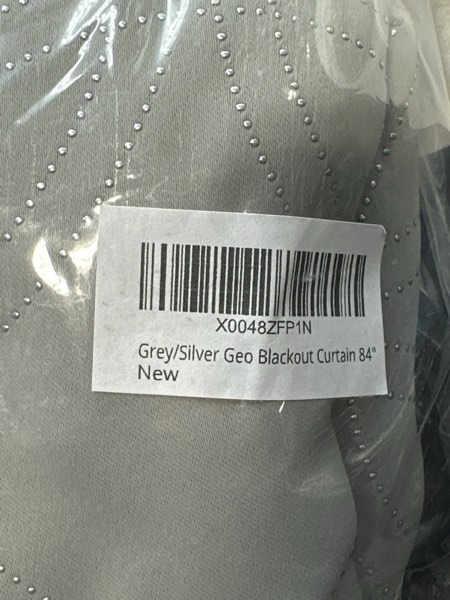 X0048ZFP1N
Grey/Silver Geo Blackout Curtain 84"
New